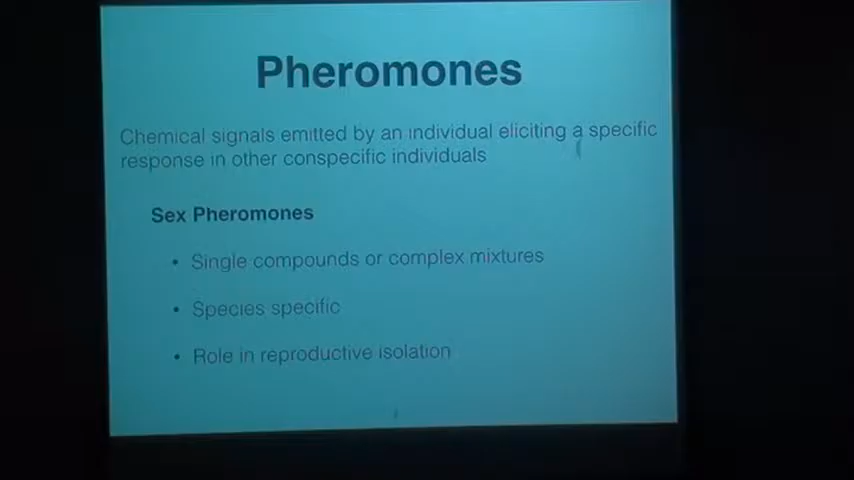 Pheromones
Chemical signals emitted by an individual eliciting a specific
response in other conspecific individuals
Sex Pheromones
• Single compounds or complex mixtures
• Species specific
• Role in reproductive isolation